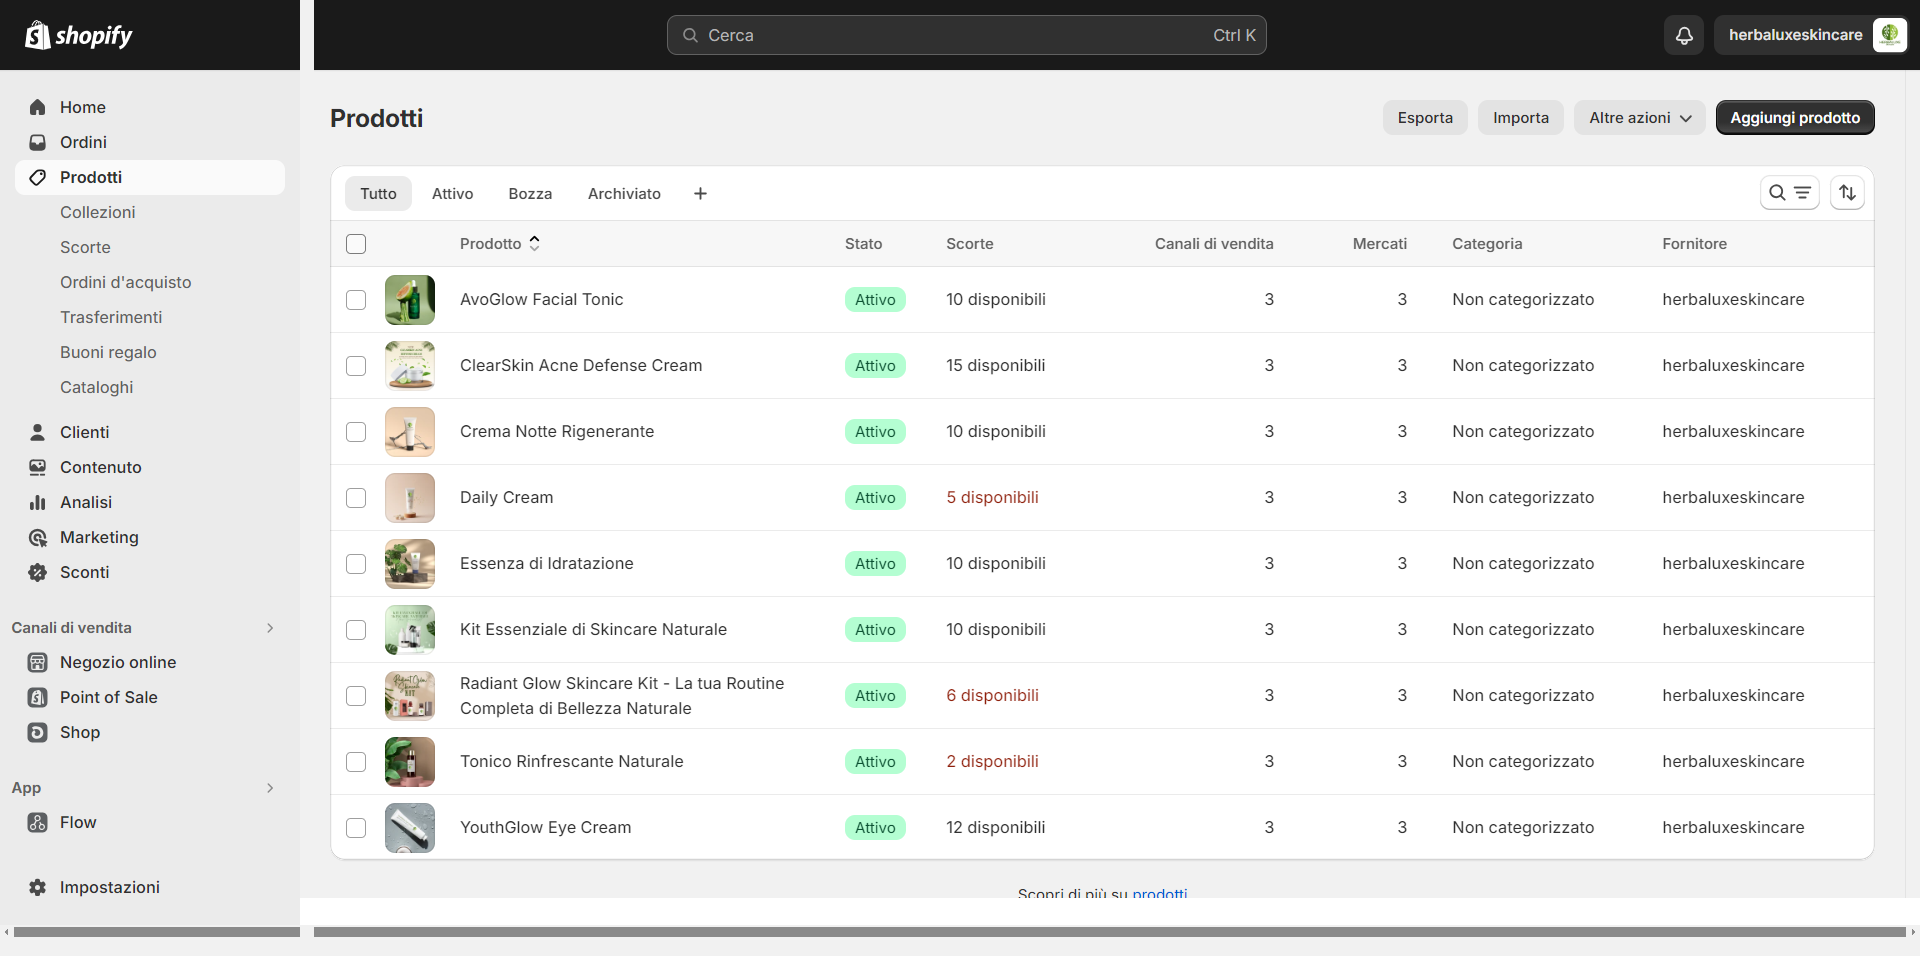 shopify
Cerca
Ctrl K
herbaluxeskincare
Home
Ordini
Prodotti
Collezioni
Scorte
Ordini d'acquisto
Trasferimenti
Buoni regalo
Cataloghi
Clienti
Contenuto
Analisi
Marketing
Sconti
Canali di vendita
Negozio online
Point of Sale
Shop
App
Flow
Impostazioni
Prodotti
Esporta
Importa
Altre azioni
Aggiungi prodotto
Tutto
Attivo
Bozza
Archiviato
Prodotto Stato Scorte Canali di vendita Mercati Categoria Fornitore
AvoGlow Facial Tonic Attivo 10 disponibili 3 3 Non categorizzato herbaluxeskincare
ClearSkin Acne Defense Cream Attivo 15 disponibili 3 3 Non categorizzato herbaluxeskincare
Crema Notte Rigenerante Attivo 10 disponibili 3 3 Non categorizzato herbaluxeskincare
Daily Cream Attivo 5 disponibili 3 3 Non categorizzato herbaluxeskincare
Essenza di Idratazione Attivo 10 disponibili 3 3 Non categorizzato herbaluxeskincare
Kit Essenziale di Skincare Naturale Attivo 10 disponibili 3 3 Non categorizzato herbaluxeskincare
Radiant Glow Skincare Kit - La tua Routine
Completa di Bellezza Naturale Attivo 6 disponibili 3 3 Non categorizzato herbaluxeskincare
Tonico Rinfrescante Naturale Attivo 2 disponibili 3 3 Non categorizzato herbaluxeskincare
YouthGlow Eye Cream Attivo 12 disponibili 3 3 Non categorizzato herbaluxeskincare
Scopri di più su prodotti